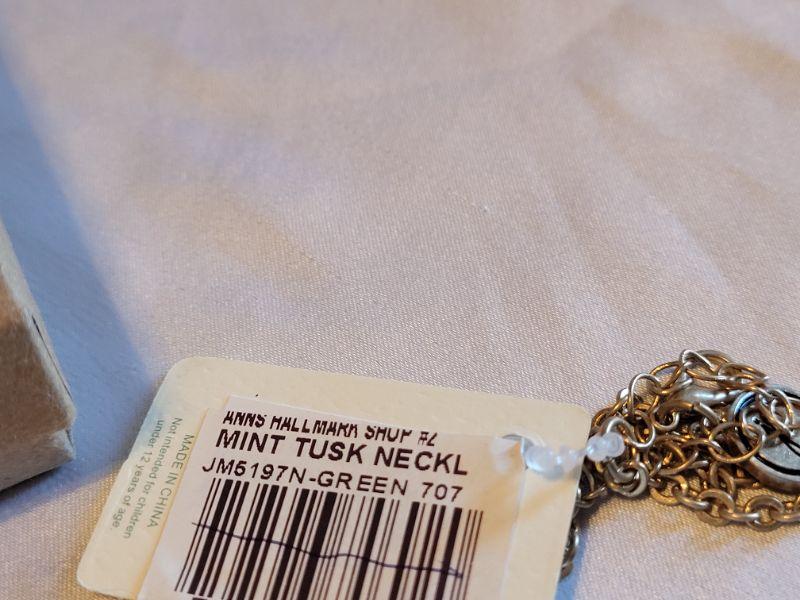 ANNS HALLMARK SHOP #2
MINT TUSK NECKL
JM5197N-GREEN 707
MADE IN CHINA
Not intended for children
under 12 years of age